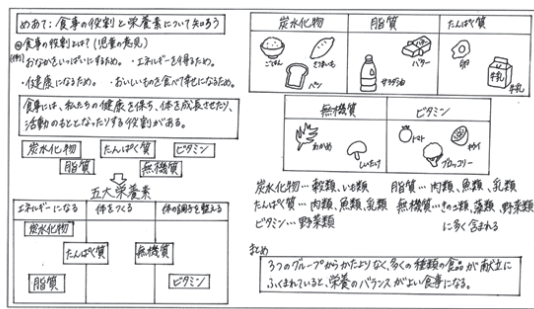 めあて:食事の役割と栄養素について知ろう
◎食事の役割とは?(児童の意見)
(例)おなかをいっぱいにするため。・エネルギーを得るため。
・健康になるため。・おいしいものを食べて幸せになるため。
食事には、私たちの健康を保ち、体を成長させたり、
活動のもととなったりする役割がある。
炭水化物 たんぱく質 ビタミン
脂質 無機質
五大栄養素
エネルギーになる 体をつくる 体の調子を整える
炭水化物
たんぱく質 無機質
脂質 ビタミン
炭水化物 脂質 たんぱく質
ごはん さつまいも パン
サラダ油 バター
卵 牛乳
無機質 ビタミン
わかめ しいたけ
トマト ブロッコリー
炭水化物…穀類、いも類
たんぱく質…肉類、魚類、乳類
ビタミン…野菜類
脂質…肉類、魚類、乳類
無機質…きのこ類、藻類、野菜類
に多く含まれる
まとめ
3つのグループからかたよりなく、多くの種類の食品が献立に
ふくまれていると、栄養のバランスがよい食事になる。